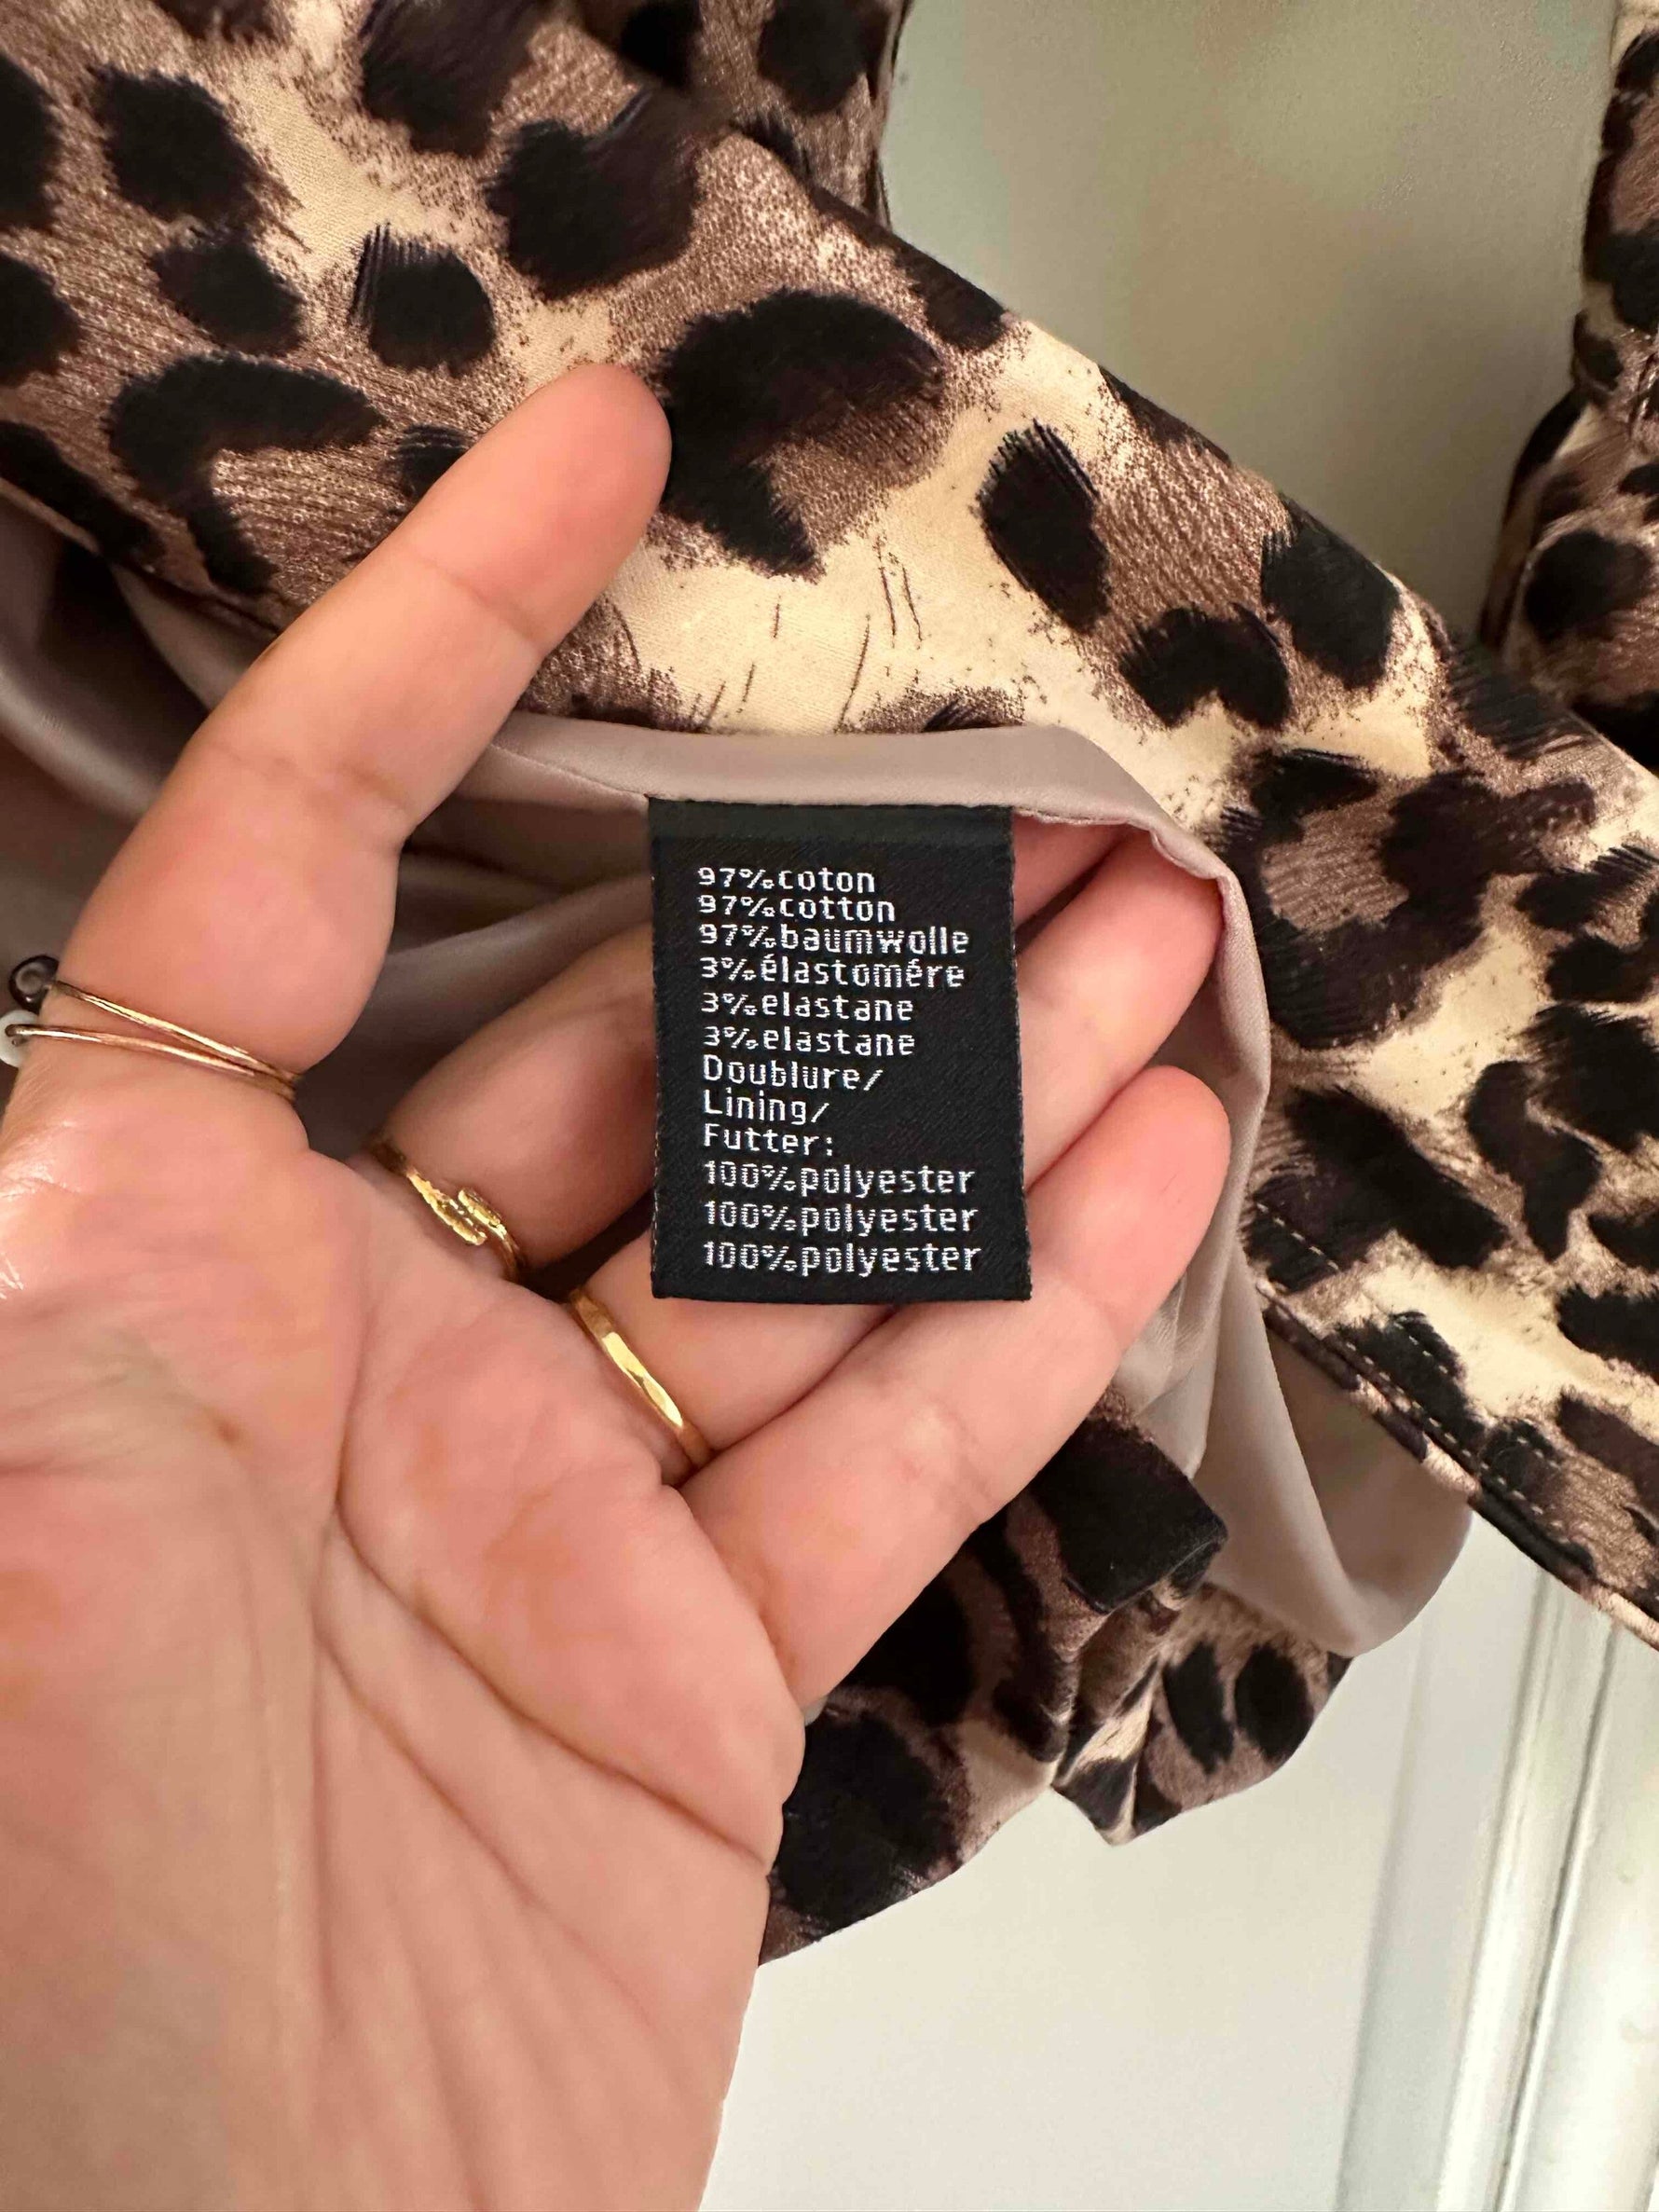 97%coton
97%cotton
97%baumwolle
3%élastomére
3%elastane
3%elastane
Doublure/
Lining/
Futter:
100%polyester
100%polyester
100%polyester